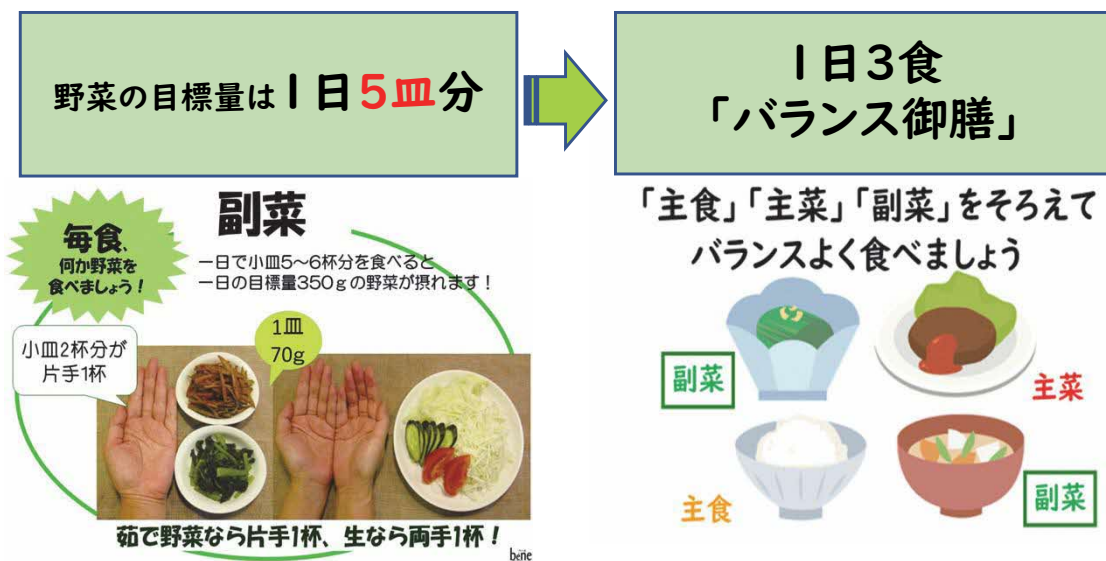 野菜の目標量は1日5皿分
1日3食
「バランス御膳」
副菜
毎食、
何か野菜を
食べましょう！
一日で小皿5～6杯分を食べると
一日の目標量350gの野菜が摂れます！
小皿2杯分が
片手1杯
1皿
70g
茹で野菜なら片手1杯、生なら両手1杯！
bene
「主食」「主菜」「副菜」をそろえて
バランスよく食べましょう
副菜
主菜
主食
副菜